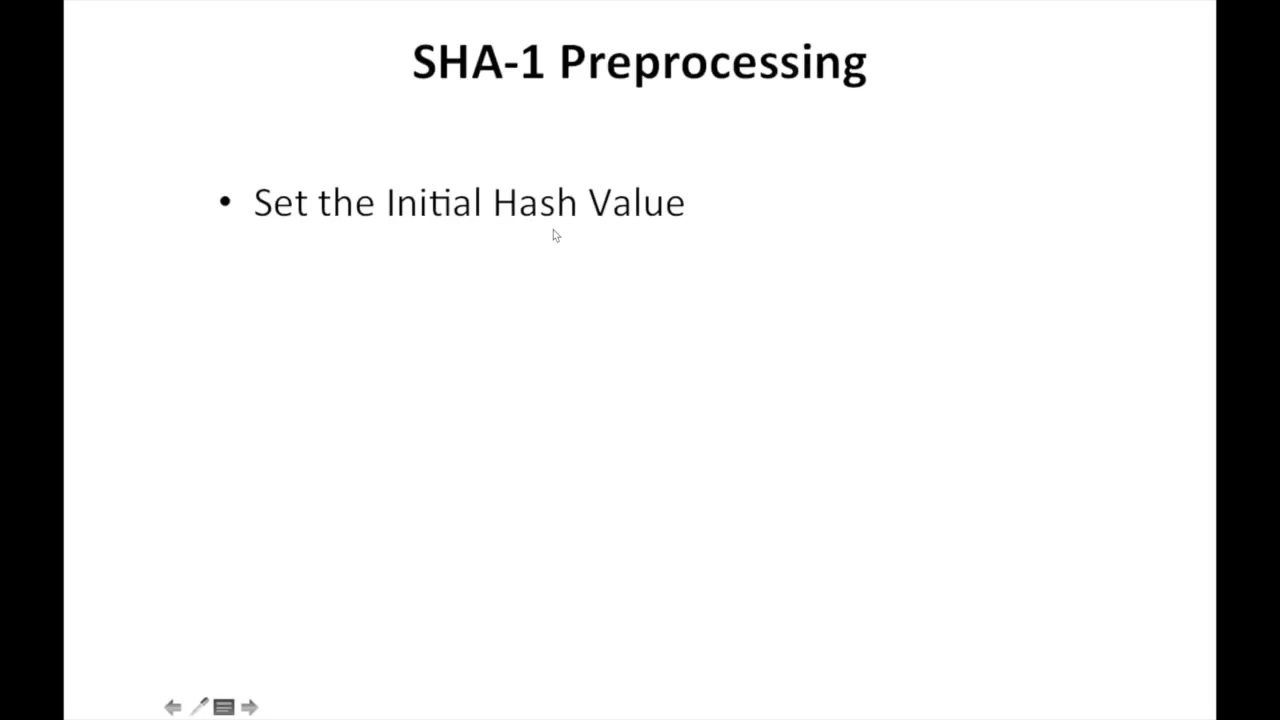 SHA-1 Preprocessing
• Set the Initial Hash Value